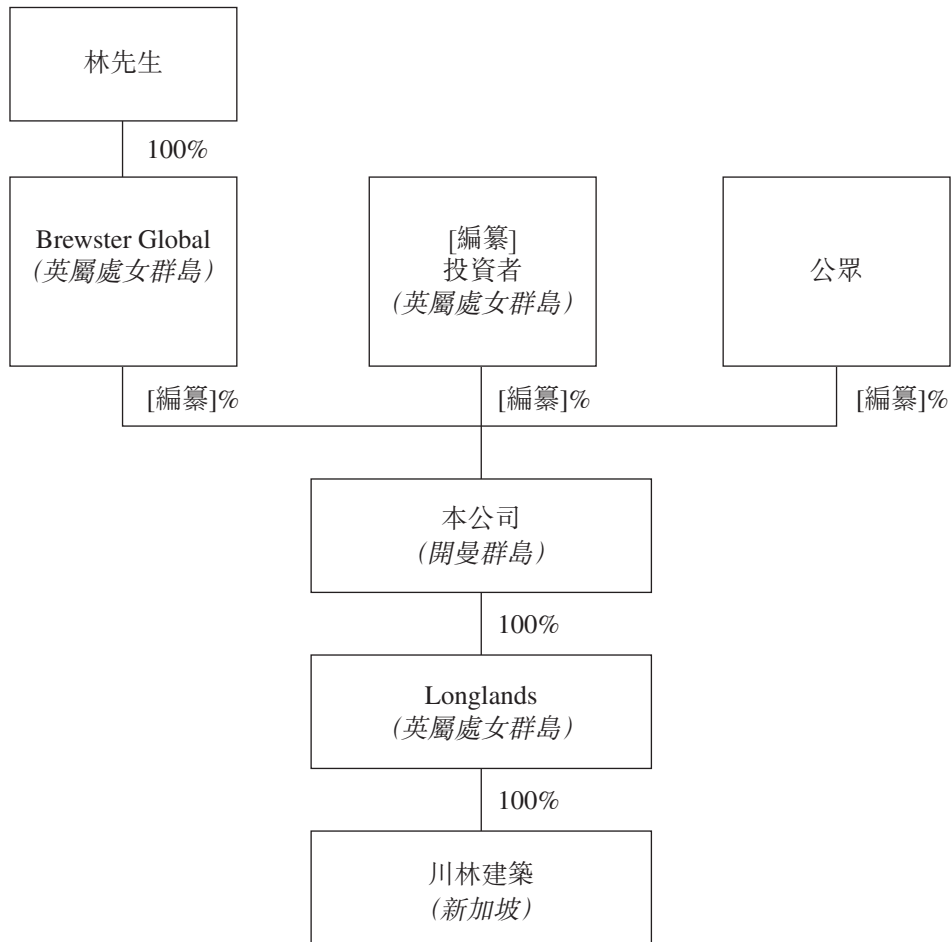 林先生
100%
Brewster Global
(英屬處女群島)
[編纂]
投資者
(英屬處女群島)
公眾
[編纂]%
[編纂]%
[編纂]%
本公司
(開曼群島)
100%
Longlands
(英屬處女群島)
100%
川林建築
(新加坡)